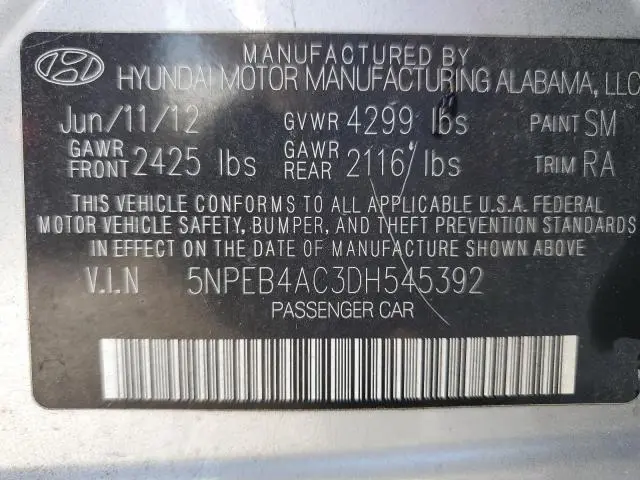 MANUFACTURED BY
HYUNDAI MOTOR MANUFACTURING ALABAMA, LLC
Jun/11/12 GVWR 4299 lbs PAINT SM
GAWR FRONT 2425 lbs GAWR REAR 2116 lbs TRIM RA
THIS VEHICLE CONFORMS TO ALL APPLICABLE U.S.A. FEDERAL
MOTOR VEHICLE SAFETY, BUMPER, AND THEFT PREVENTION STANDARDS
IN EFFECT ON THE DATE OF MANUFACTURE SHOWN ABOVE
V.I.N 5NPEB4AC3DH545392
PASSENGER CAR